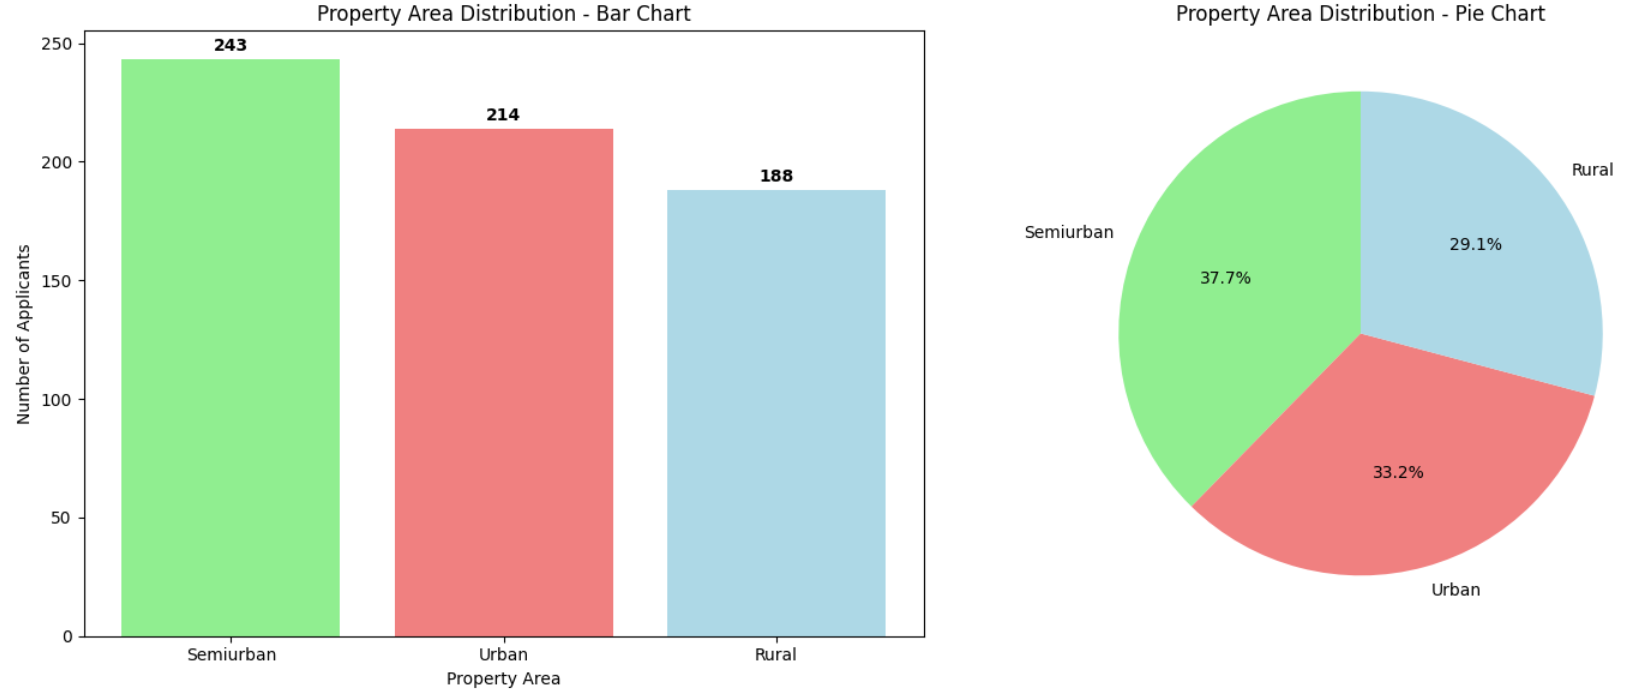 Property Area Distribution - Bar Chart
250
200
150
100
50
0
Number of Applicants
243
214
188
Semiurban
Urban
Rural
Property Area
Property Area Distribution - Pie Chart
Rural
Semiurban
29.1%
37.7%
33.2%
Urban